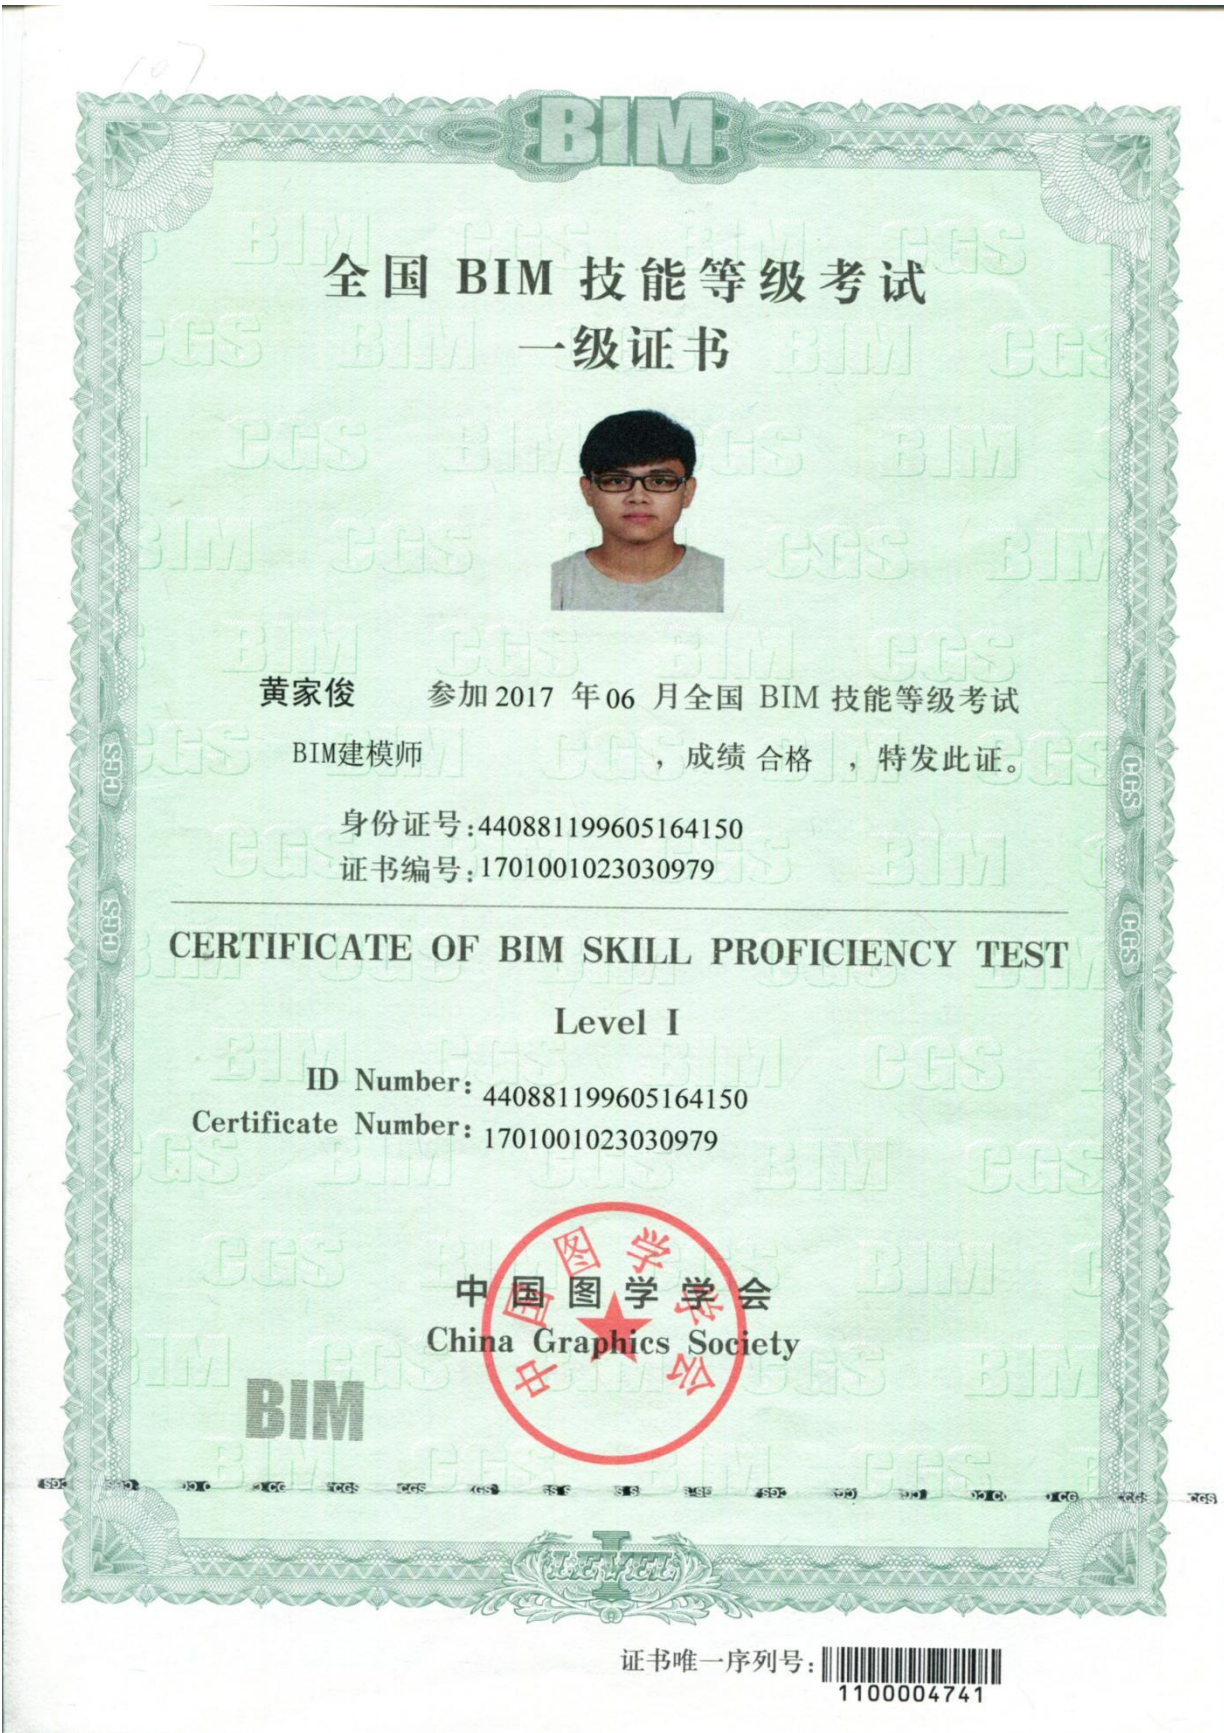 BIM
全国 BIM 技能等级考试
一级证书
黄家俊 参加 2017 年 06 月全国 BIM 技能等级考试
BIM建模师 ，成绩 合格 ，特发此证。
身份证号:440881199605164150
证书编号:1701001023030979
CERTIFICATE OF BIM SKILL PROFICIENCY TEST
Level I
ID Number: 440881199605164150
Certificate Number: 1701001023030979
中国图学学会
China Graphics Society
中国图学学会
BIM
LEVEL I
证书唯一序列号:
1100004741
CGS
CGS
CGS
CGS